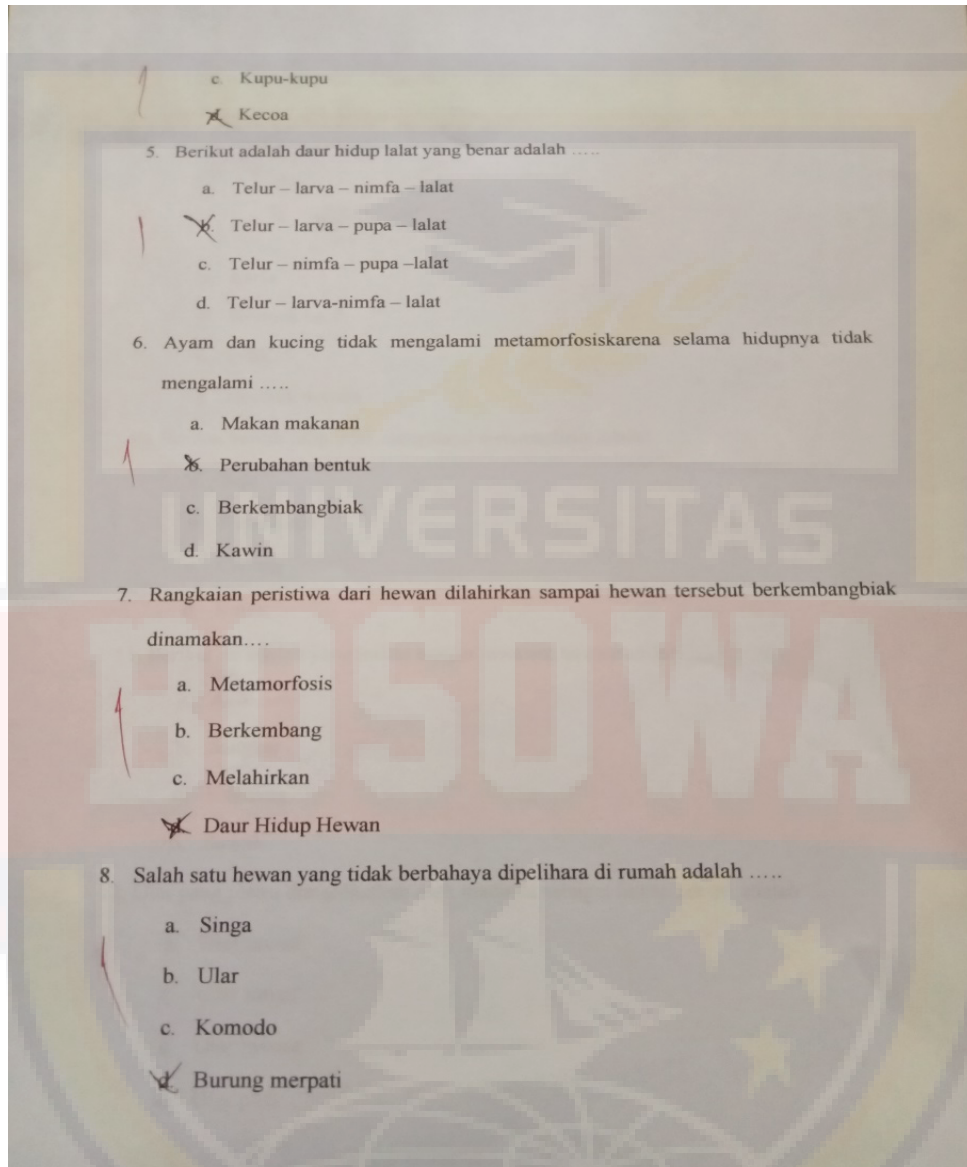 c. Kupu-kupu
d. Kecoa
5. Berikut adalah daur hidup lalat yang benar adalah .....
a. Telur – larva – nimfa – lalat
b. Telur – larva – pupa – lalat
c. Telur – nimfa – pupa –lalat
d. Telur – larva-nimfa – lalat
6. Ayam dan kucing tidak mengalami metamorfosiskarena selama hidupnya tidak
mengalami .....
a. Makan makanan
b. Perubahan bentuk
c. Berkembangbiak
d. Kawin
UNIVERSITAS
7. Rangkaian peristiwa dari hewan dilahirkan sampai hewan tersebut berkembangbiak
dinamakan....
BOSOWA
a. Metamorfosis
b. Berkembang
c. Melahirkan
d. Daur Hidup Hewan
8. Salah satu hewan yang tidak berbahaya dipelihara di rumah adalah .....
a. Singa
b. Ular
c. Komodo
d. Burung merpati